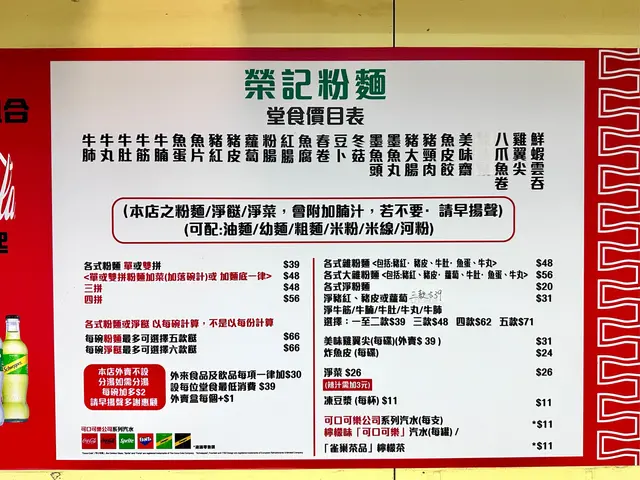 榮記粉麵
堂食價目表
牛肺 牛丸 牛肚 牛筋 牛腩 魚蛋 魚片 豬紅 豬皮 蘿蔔 粉腸 紅腸 魚腐 春卷 豆卜 冬菇 墨魚頭 墨魚丸 豬大腸 豬頸肉 魚皮餃 美味齋 八爪魚卷 雞翼尖 鮮蝦雲吞
(本店之粉麵/淨餸/淨菜,會附加腩汁,若不要.請早揚聲)
(可配:油麵/幼麵/粗麵/米粉/米線/河粉)
各式粉麵 單或雙拼 $39
<單或雙拼粉麵加菜(加落碗計)或 加麵底一律> $48
三拼 $48
四拼 $56
各式粉麵或淨餸 以每碗計算,不是以每份計算
每碗粉麵最多可選擇五款餸 $66
每碗淨餸最多可選擇六款餸 $66
本店外賣不設
分湯如需分湯
每碗加多$2
請早揚聲多謝惠顧
外來食品及飲品每項一律加$30
設每位堂食最低消費 $39
外賣盒每個+$1
可口可樂公司系列汽水
各式雜粉麵 <包括:豬紅.豬皮.牛肚.魚蛋.牛丸> $48
各式大雜粉麵 <包括:豬紅.豬皮.蘿蔔.牛肚.魚蛋.牛丸> $56
各式淨粉麵 $20
淨豬紅、豬皮或蘿蔔 三款$39 $31
淨牛筋/牛腩/牛肚/牛丸/牛肺
選擇:一至二款$39 三款$48 四款$62 五款$71
美味雞翼尖(每碟)(外賣$39) $31
炸魚皮(每碟) $24
淨菜 $26 $26
(辣汁需加3元)
凍豆漿(每杯) $11 $11
可口可樂公司系列汽水(每支) *$11
檸檬味「可口可樂」汽水(每罐) /
「雀巢茶品」檸檬茶 *$11
Schweppes